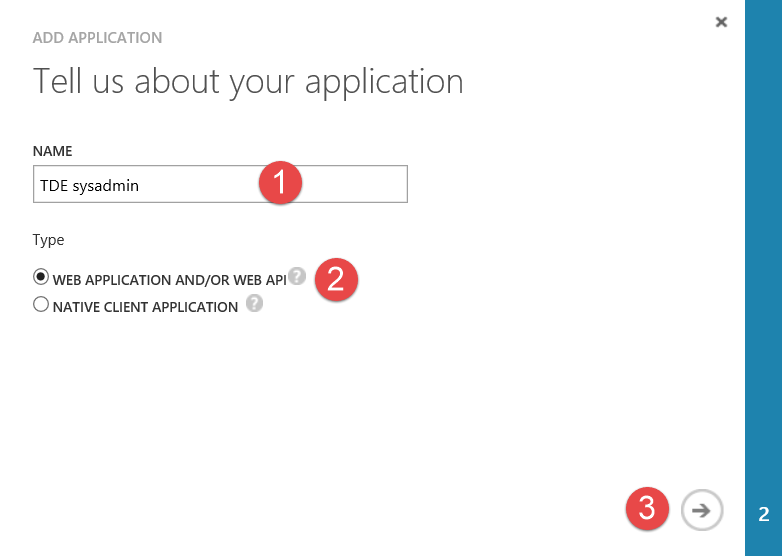 ADD APPLICATION
Tell us about your application
NAME
TDE sysadmin
1
Type
WEB APPLICATION AND/OR WEB API ?
2
NATIVE CLIENT APPLICATION ?
3
2